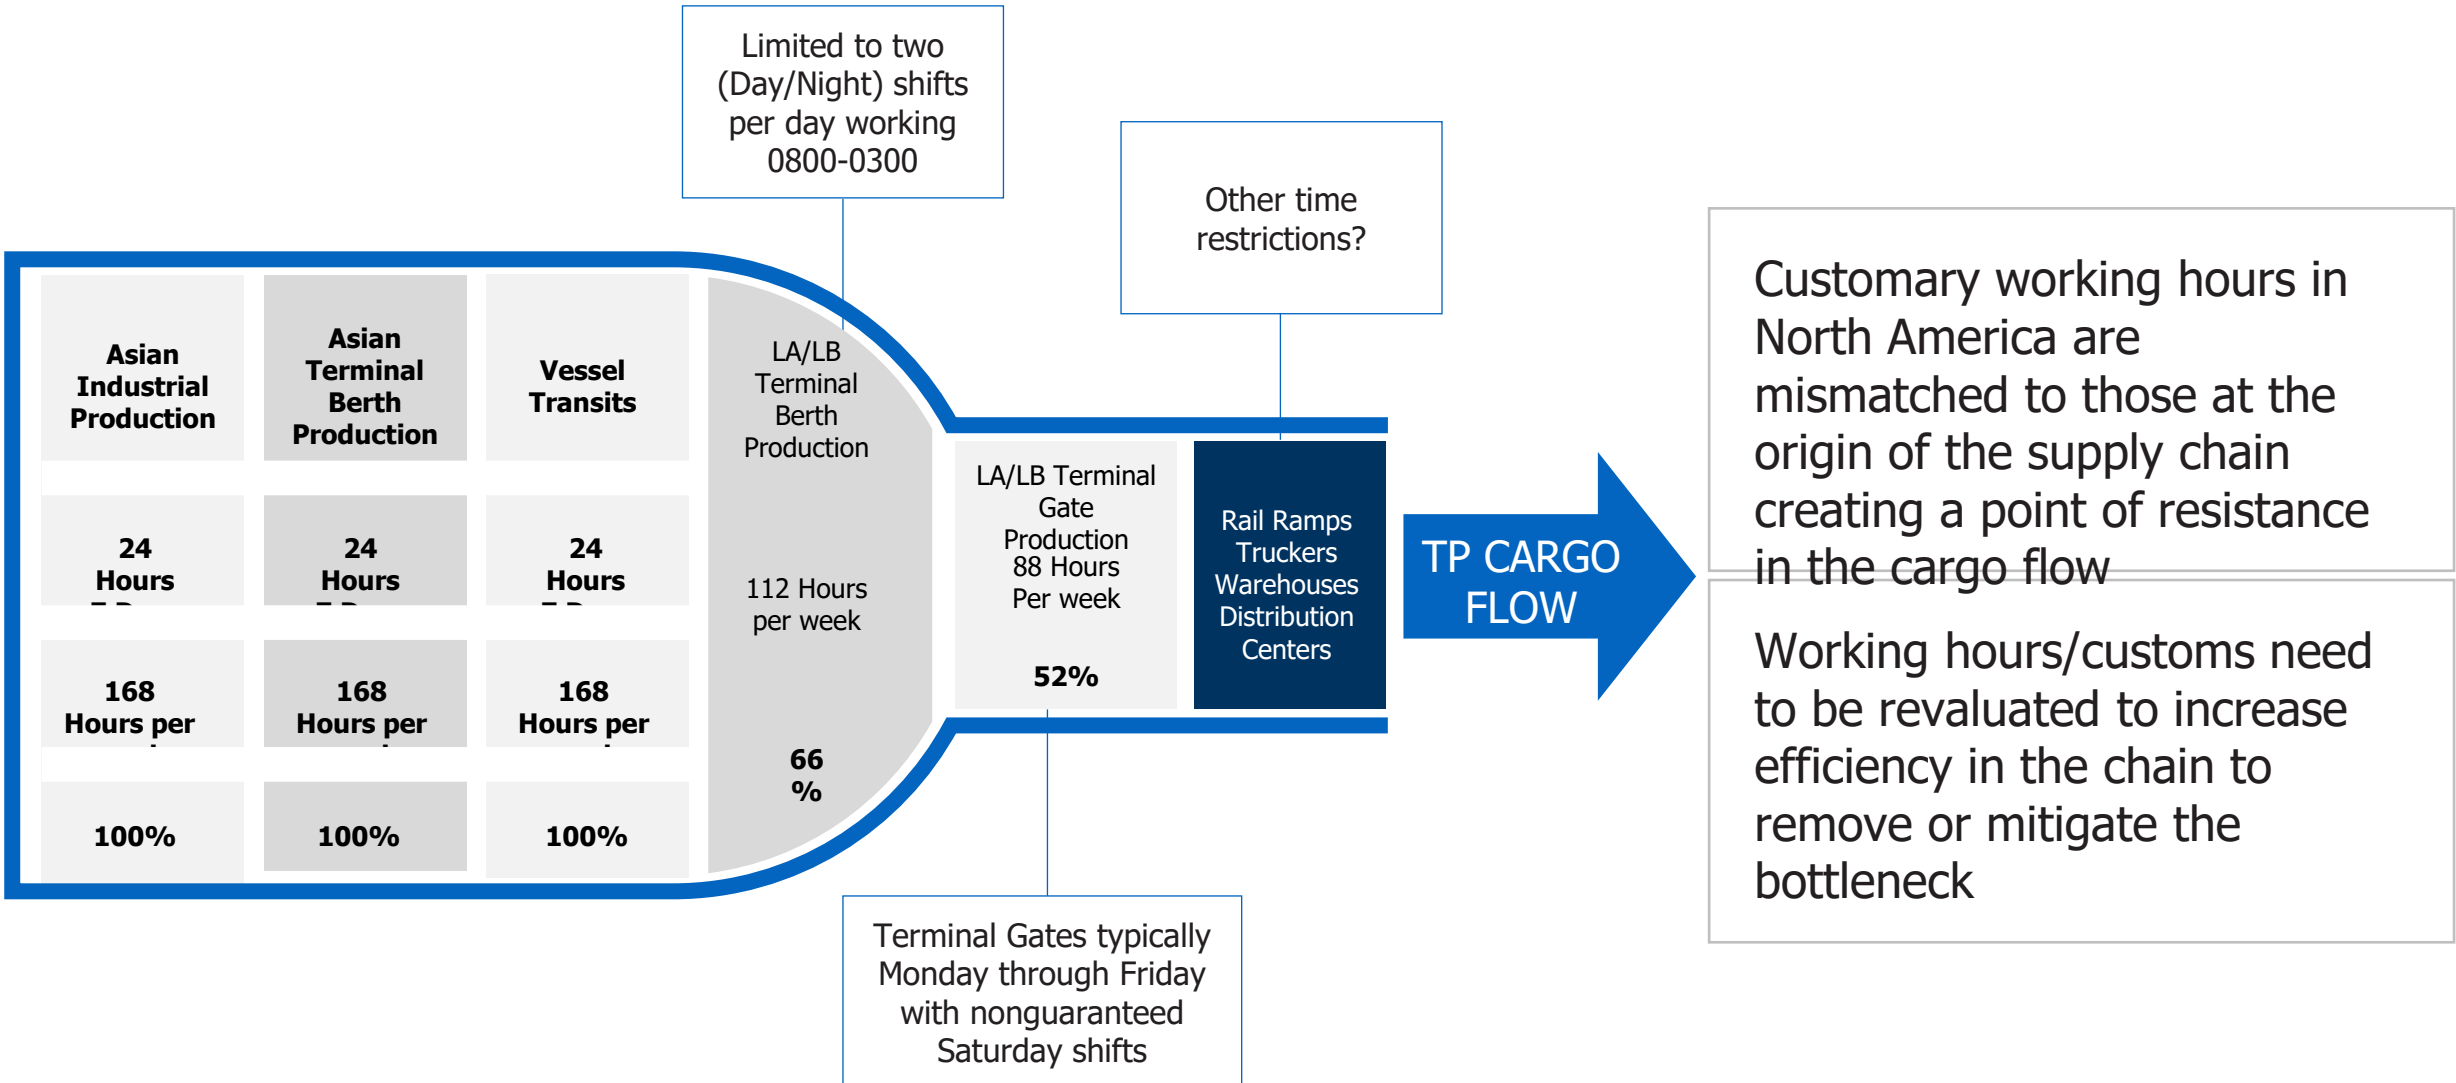 Limited to two
(Day/Night) shifts
per day working
0800-0300
Other time
restrictions?
Asian
Industrial
Production
Asian
Terminal
Berth
Production
Vessel
Transits
LA/LB
Terminal
Berth
Production
24
Hours
24
Hours
24
Hours
112 Hours
per week
168
Hours per
168
Hours per
168
Hours per
100%
100%
100%
66
%
LA/LB Terminal
Gate
Production
88 Hours
Per week
52%
Rail Ramps
Truckers
Warehouses
Distribution
Centers
TP CARGO
FLOW
Terminal Gates typically
Monday through Friday
with nonguaranteed
Saturday shifts
Customary working hours in
North America are
mismatched to those at the
origin of the supply chain
creating a point of resistance
in the cargo flow
Working hours/customs need
to be revaluated to increase
efficiency in the chain to
remove or mitigate the
bottleneck